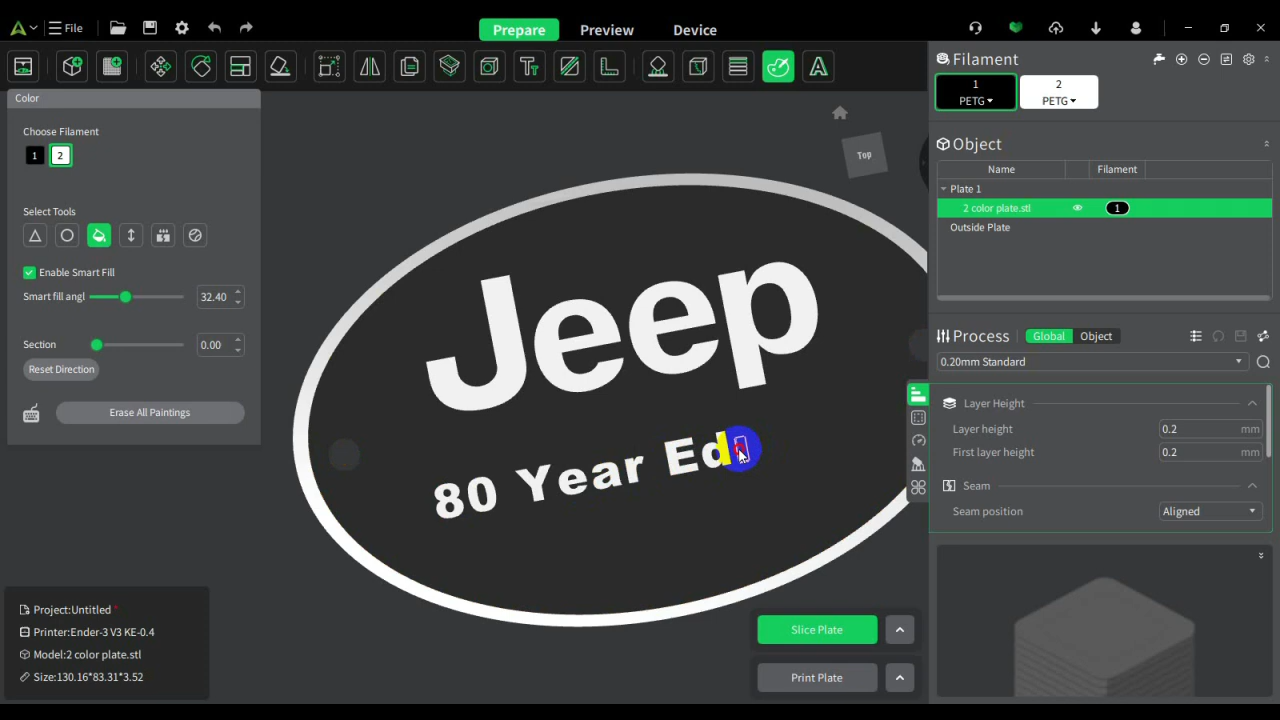 File
Prepare
Preview
Device
Color
Choose Filament
1
2
Select Tools
Enable Smart Fill
Smart fill angl
32.40
Section
0.00
Reset Direction
Erase All Paintings
Top
Jeep
80 Year Ed
Project:Untitled *
Printer:Ender-3 V3 KE-0.4
Model:2 color plate.stl
Size:130.16*83.31*3.52
Slice Plate
Print Plate
Filament
1
PETG
2
PETG
Object
Name
Filament
Plate 1
2 color plate.stl
1
Outside Plate
Process
Global
Object
0.20mm Standard
Layer Height
Layer height
0.2
mm
First layer height
0.2
mm
Seam
Seam position
Aligned